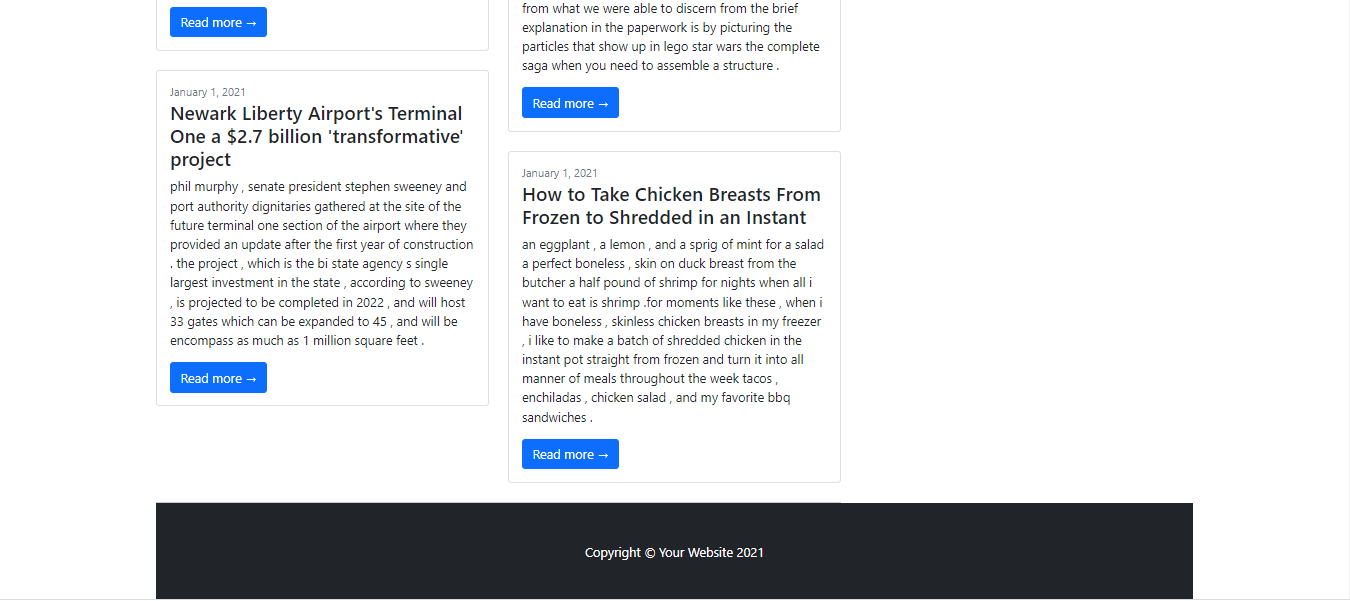 Read more →
January 1, 2021
Newark Liberty Airport's Terminal
One a $2.7 billion 'transformative'
project
phil murphy , senate president stephen sweeney and
port authority dignitaries gathered at the site of the
future terminal one section of the airport where they
provided an update after the first year of construction
. the project , which is the bi state agency s single
largest investment in the state , according to sweeney
, is projected to be completed in 2022 , and will host
33 gates which can be expanded to 45 , and will be
encompass as much as 1 million square feet .
Read more →
from what we were able to discern from the brief
explanation in the paperwork is by picturing the
particles that show up in lego star wars the complete
saga when you need to assemble a structure .
Read more →
January 1, 2021
How to Take Chicken Breasts From
Frozen to Shredded in an Instant
an eggplant , a lemon , and a sprig of mint for a salad
a perfect boneless , skin on duck breast from the
butcher a half pound of shrimp for nights when all i
want to eat is shrimp .for moments like these , when i
have boneless , skinless chicken breasts in my freezer
, i like to make a batch of shredded chicken in the
instant pot straight from frozen and turn it into all
manner of meals throughout the week tacos ,
enchiladas , chicken salad , and my favorite bbq
sandwiches .
Read more →
Copyright © Your Website 2021